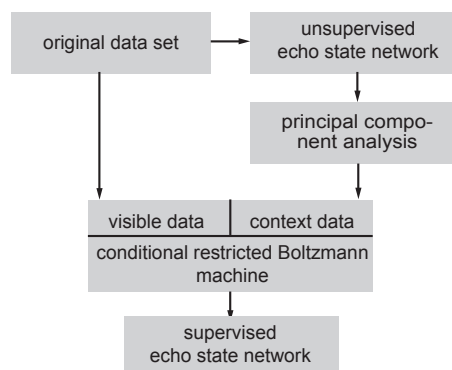 original data set
unsupervised
echo state network
principal compo-
nent analysis
visible data
context data
conditional restricted Boltzmann
machine
supervised
echo state network